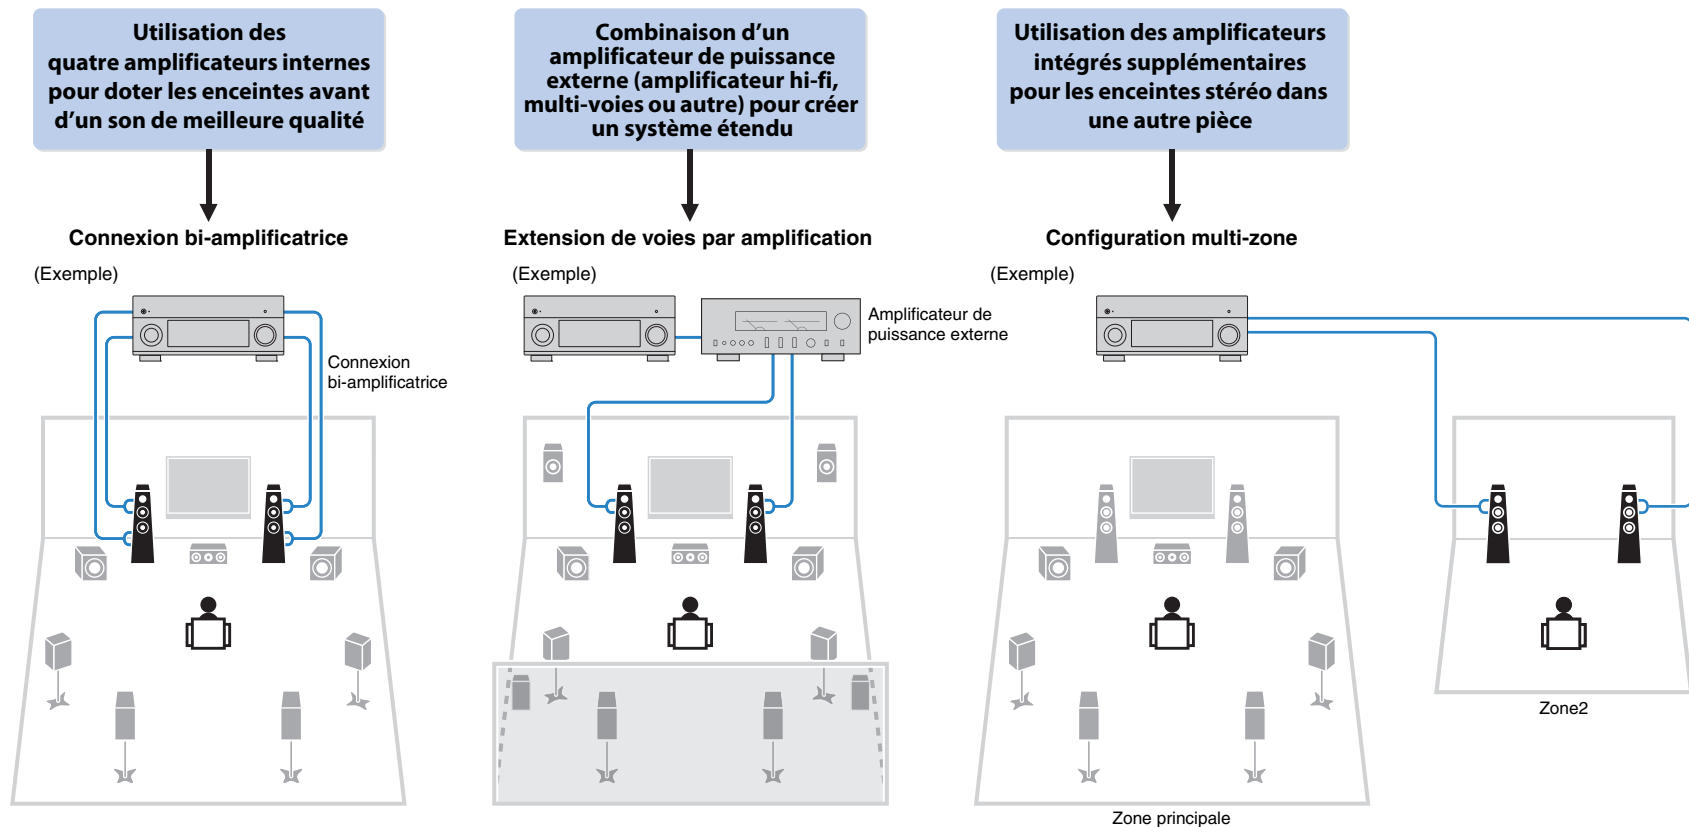 Utilisation des
quatre amplificateurs internes
pour doter les enceintes avant
d'un son de meilleure qualité
Connexion bi-amplificatrice
(Exemple)
Connexion
bi-amplificatrice
Combinaison d'un
amplificateur de puissance
externe (amplificateur hi-fi,
multi-voies ou autre) pour créer
un système étendu
Extension de voies par amplification
(Exemple)
Amplificateur de
puissance externe
Utilisation des amplificateurs
intégrés supplémentaires
pour les enceintes stéréo dans
une autre pièce
Configuration multi-zone
(Exemple)
Zone2
Zone principale